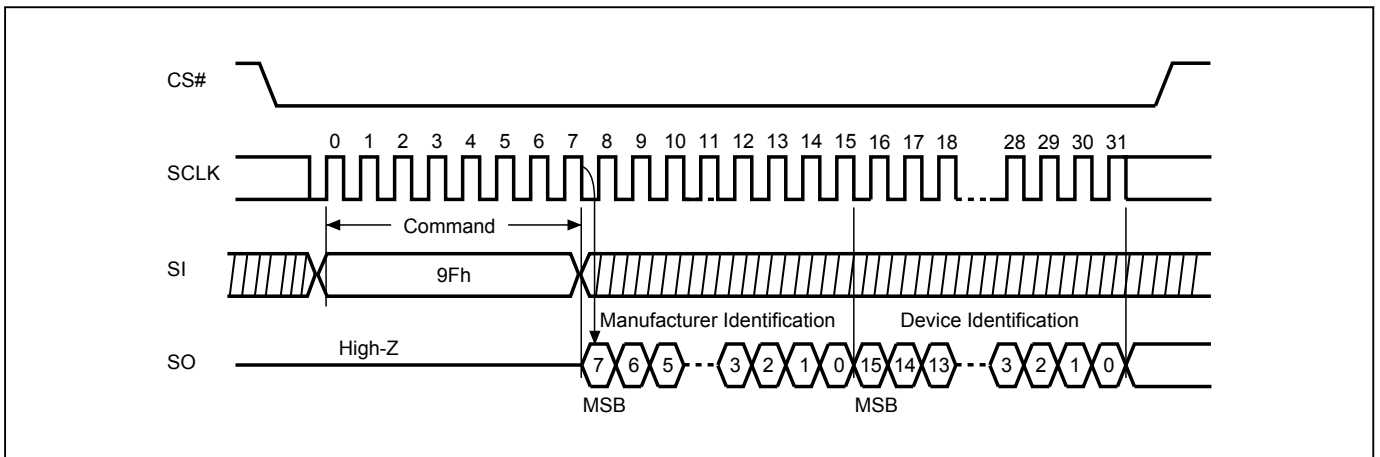 CS#
0 1 2 3 4 5 6 7 8 9 10 11 12 13 14 15 16 17 18 28 29 30 31
SCLK
Command
SI
9Fh
Manufacturer Identification Device Identification
High-Z
SO
7 6 5 3 2 1 0 15 14 13 3 2 1 0
MSB MSB